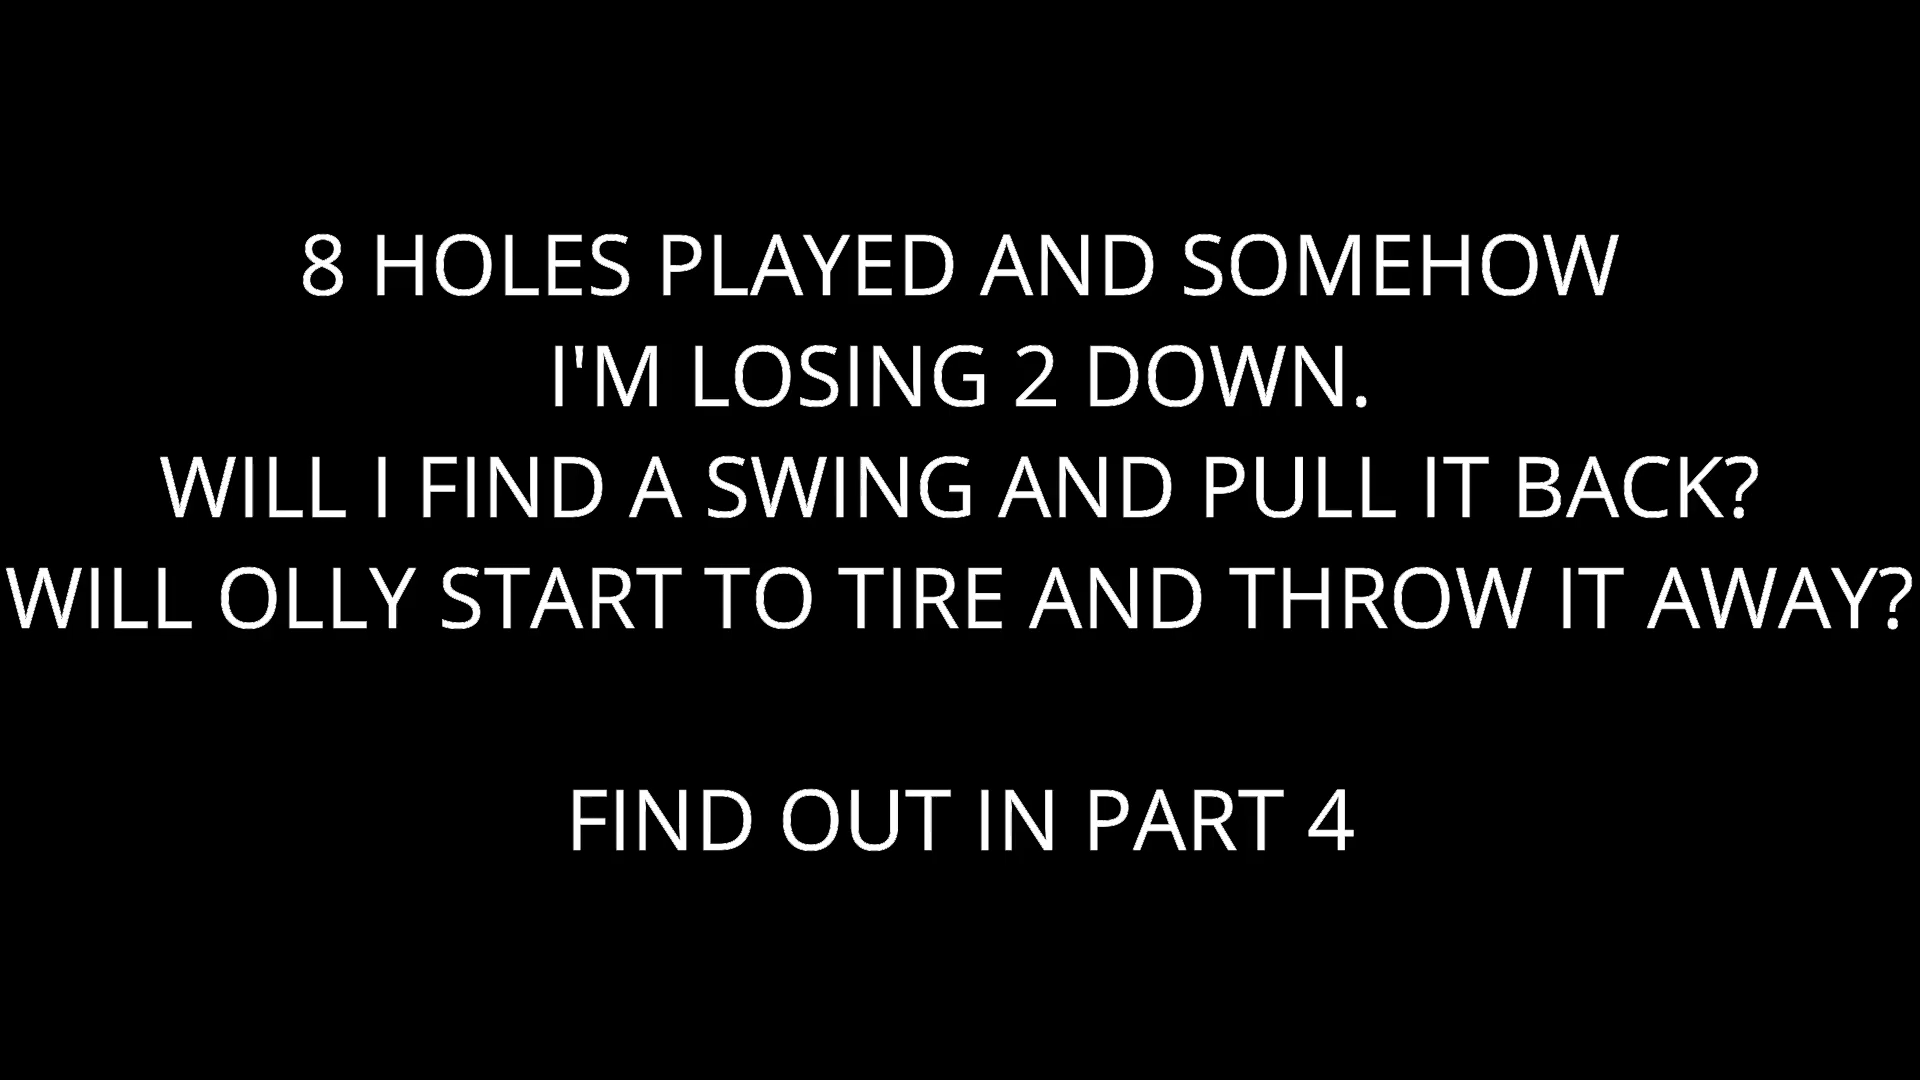 8 HOLES PLAYED AND SOMEHOW
I'M LOSING 2 DOWN.
WILL I FIND A SWING AND PULL IT BACK?
WILL OLLY START TO TIRE AND THROW IT AWAY?
FIND OUT IN PART 4